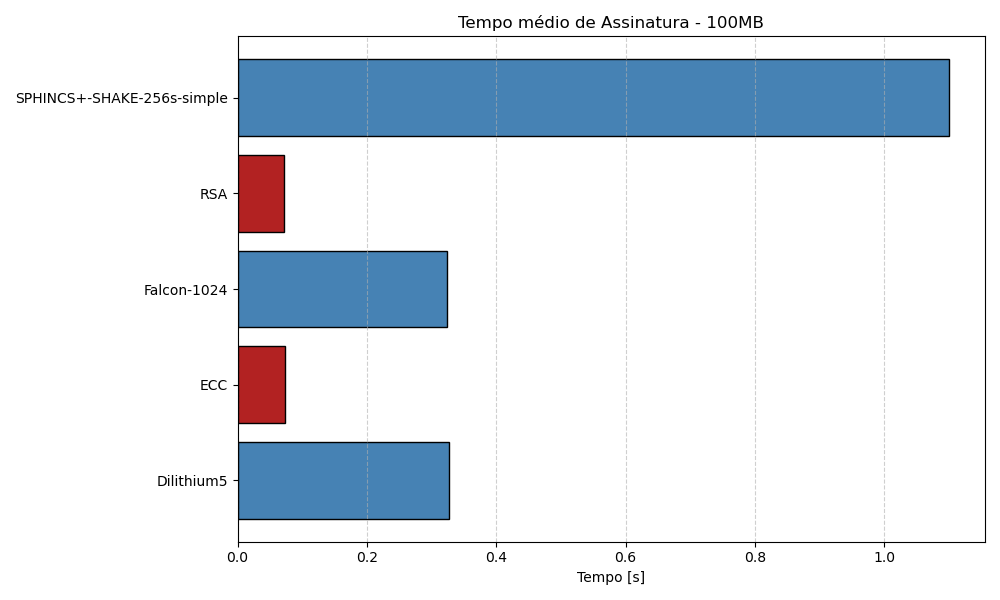 Tempo médio de Assinatura - 100MB
SPHINCS+-SHAKE-256s-simple
RSA
Falcon-1024
ECC
Dilithium5
0.0 0.2 0.4 0.6 0.8 1.0
Tempo [s]